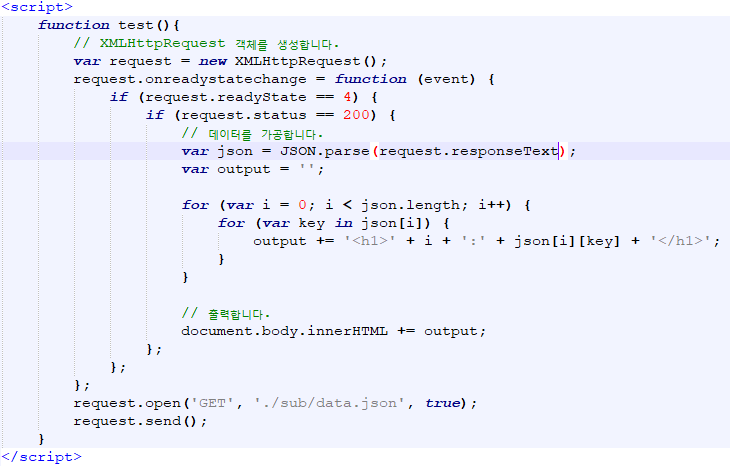 <script>
function test(){
// XMLHttpRequest 객체를 생성합니다.
var request = new XMLHttpRequest();
request.onreadystatechange = function (event) {
if (request.readyState == 4) {
if (request.status == 200) {
// 데이터를 가공합니다.
var json = JSON.parse(request.responseText);
var output = '';
for (var i = 0; i < json.length; i++) {
for (var key in json[i]) {
output += '<h1>' + i + ':' + json[i][key] + '</h1>';
}
}
// 출력합니다.
document.body.innerHTML += output;
};
};
};
request.open('GET', './sub/data.json', true);
request.send();
}
</script>